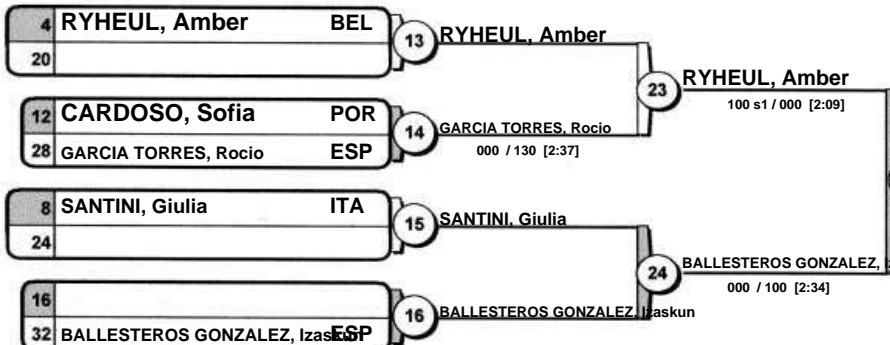 4 RYHEUL, Amber BEL
20
13 RYHEUL, Amber
12 CARDOSO, Sofia POR
28 GARCIA TORRES, Rocio ESP
14 GARCIA TORRES, Rocio
000 / 130 [2:37]
23 RYHEUL, Amber
100 s1 / 000 [2:09]
8 SANTINI, Giulia ITA
24
15 SANTINI, Giulia
16
32 BALLESTEROS GONZALEZ, Izaskun ESP
16 BALLESTEROS GONZALEZ, Izaskun
24 BALLESTEROS GONZALEZ,
000 / 100 [2:34]